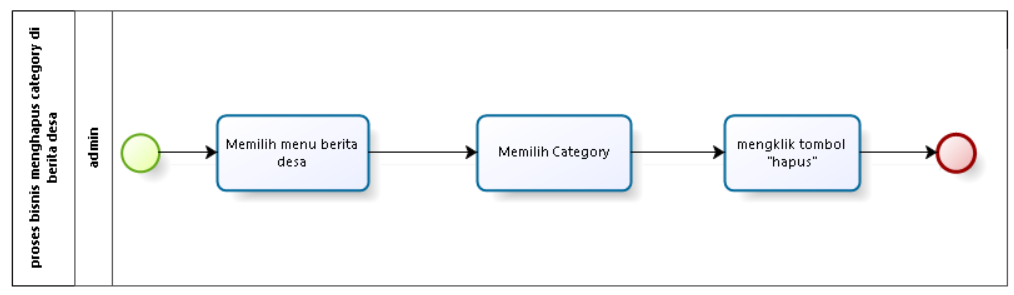 proses bisnis menghapus category di
berita desa
admin
Memilih menu berita
desa
Memilih Category
mengklik tombol
"hapus"